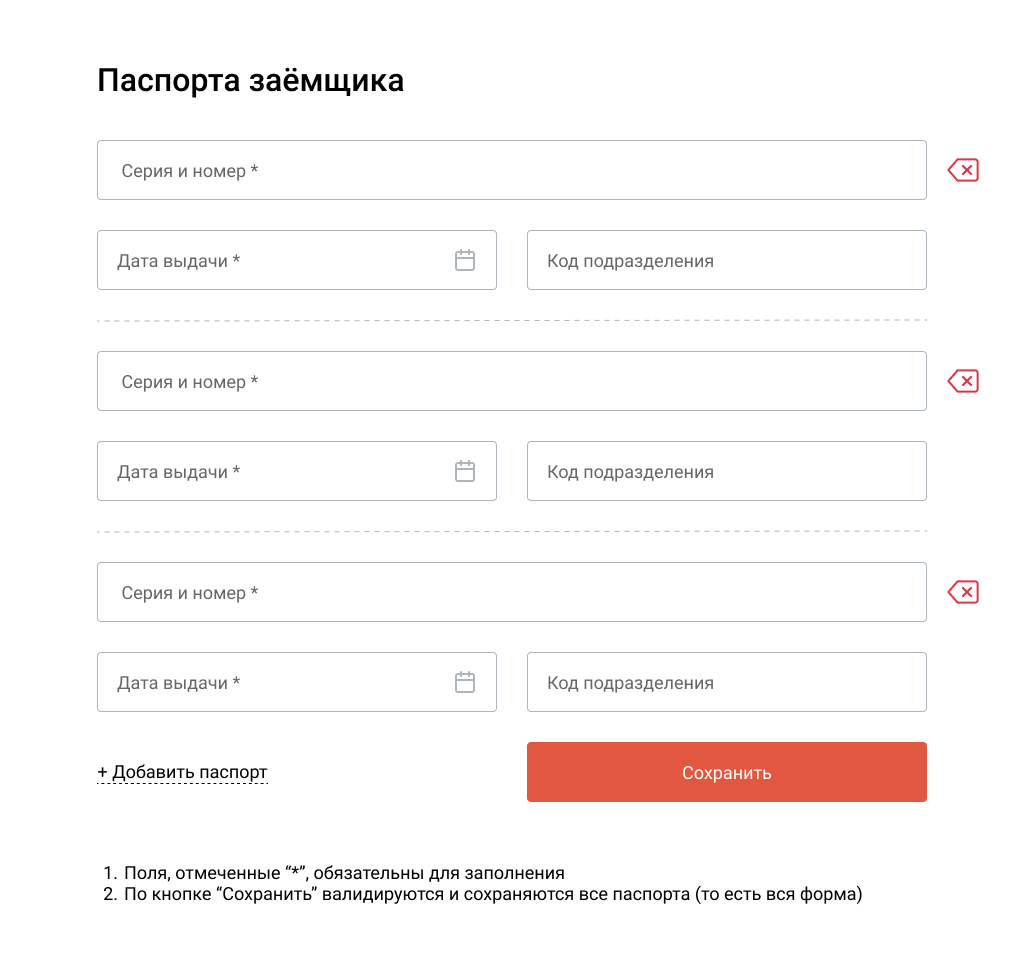 Паспорта заёмщика
Серия и номер *
Дата выдачи *
Код подразделения
Серия и номер *
Дата выдачи *
Код подразделения
Серия и номер *
Дата выдачи *
Код подразделения
+ Добавить паспорт
Сохранить
1. Поля, отмеченные “*”, обязательны для заполнения
2. По кнопке “Сохранить” валидируются и сохраняются все паспорта (то есть вся форма)